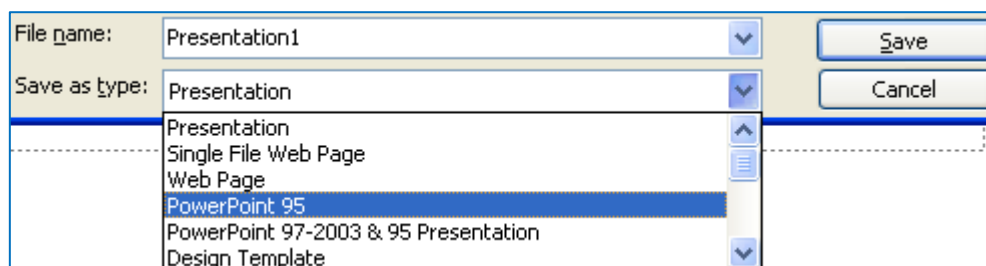 File name: Presentation1 Save
Save as type: Presentation Cancel
Presentation
Single File Web Page
Web Page
PowerPoint 95
PowerPoint 97-2003 & 95 Presentation
Design Template